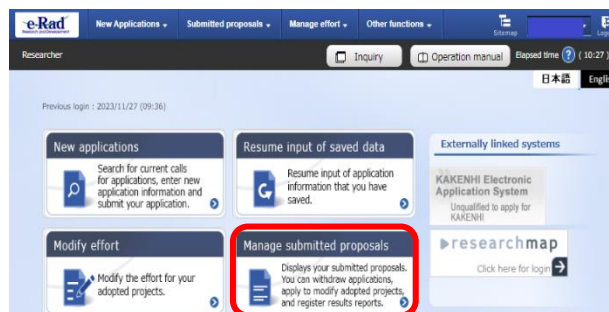 e-Rad
New Applications
Submitted proposals
Manage effort
Other functions
Sitemap
Researcher
Inquiry
Operation manual
Elapsed time ? ( 10:27 )
日本語
Previous login : 2023/11/27 (09:36)
New applications
Search for current calls
for applications, enter new
application information and
submit your application.
Resume input of saved data
Resume input of application
information that you have
saved.
Externally linked systems
KAKENHI Electronic
Application System
Unqualified to apply for
KAKENHI
Modify effort
Modify the effort for your
adopted projects.
Manage submitted proposals
Displays your submitted proposals.
You can withdraw applications,
apply to modify adopted projects,
and register results reports.
researchmap
Click here for login